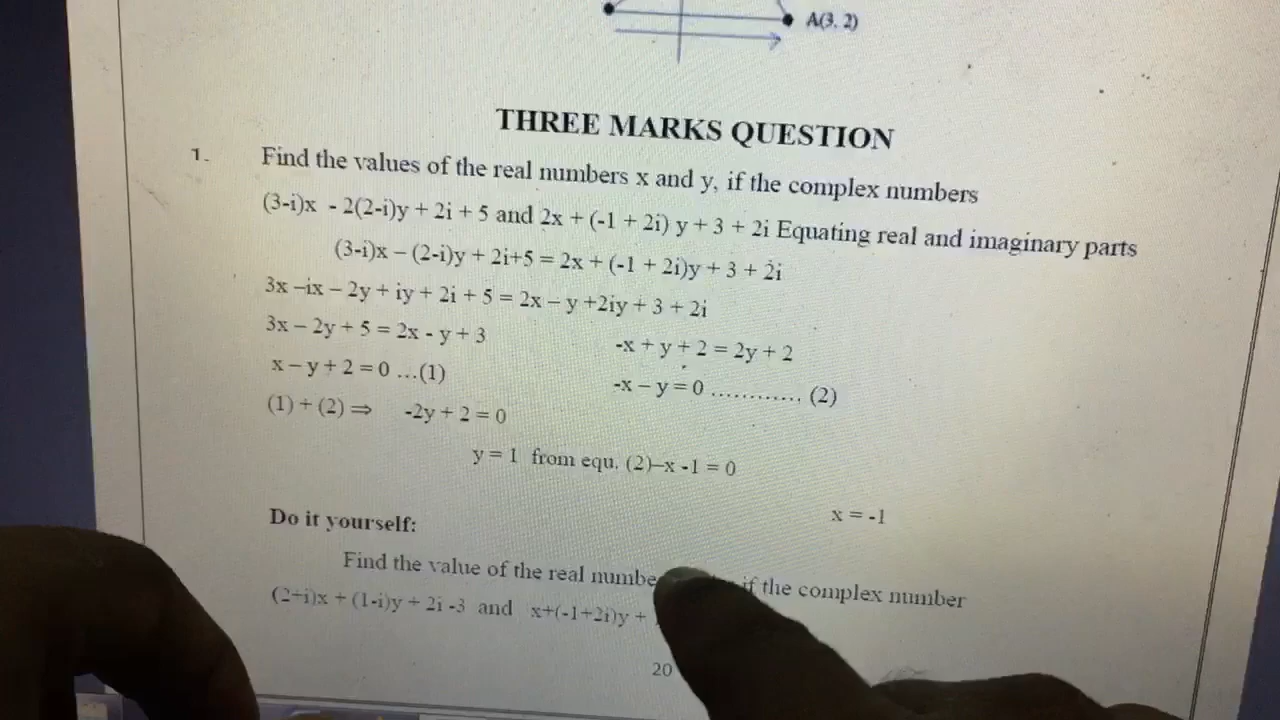 A(3, 2)
THREE MARKS QUESTION
1. Find the values of the real numbers x and y, if the complex numbers
(3-i)x - 2(2-i)y + 2i + 5 and 2x + (-1 + 2i) y + 3 + 2i Equating real and imaginary parts
(3-i)x – (2-i)y + 2i+5 = 2x + (-1 + 2i)y + 3 + 2i
3x –ix – 2y + iy + 2i + 5 = 2x – y +2iy + 3 + 2i
3x – 2y + 5 = 2x - y + 3 -x + y + 2 = 2y + 2
x – y + 2 = 0 ...(1) -x – y = 0 ............. (2)
(1) + (2) ⇒ -2y + 2 = 0
y = 1 from equ. (2)–x -1 = 0
x = -1
Do it yourself:
Find the value of the real if the complex number
(2+i)x + (1-i)y + 2i -3 and x+(-1+2i)y +
20